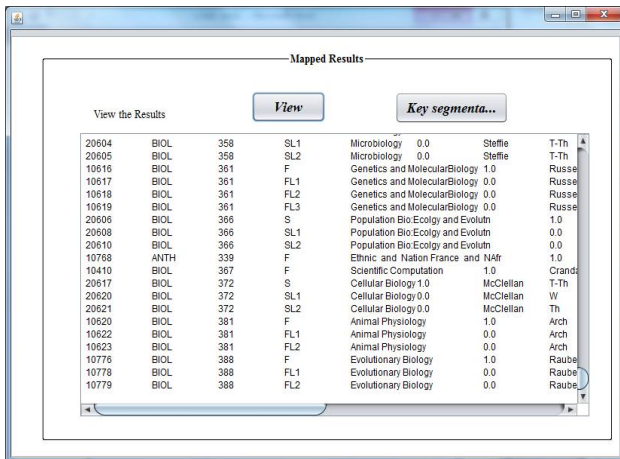 Mapped Results
View the Results
View
Key segmenta...
20604 BIOL 358 SL1 Microbiology 0.0 Steffie T-Th
20605 BIOL 358 SL2 Microbiology 0.0 Steffie T-Th
10616 BIOL 361 F Genetics and MolecularBiology 1.0 Russe
10617 BIOL 361 FL1 Genetics and MolecularBiology 0.0 Russe
10618 BIOL 361 FL2 Genetics and MolecularBiology 0.0 Russe
10619 BIOL 361 FL3 Genetics and MolecularBiology 0.0 Russe
20606 BIOL 366 S Population Bio:Ecolgy and Evolutn 1.0
20608 BIOL 366 SL1 Population Bio:Ecolgy and Evolutn 0.0
20610 BIOL 366 SL2 Population Bio:Ecolgy and Evolutn 0.0
10768 ANTH 339 F Ethnic and Nation France and NAfr 1.0
10410 BIOL 367 F Scientific Computation 1.0 Cranda
20617 BIOL 372 S Cellular Biology 1.0 McClellan T-Th
20620 BIOL 372 SL1 Cellular Biology 0.0 McClellan W
20621 BIOL 372 SL2 Cellular Biology 0.0 McClellan Th
10620 BIOL 381 F Animal Physiology 1.0 Arch
10622 BIOL 381 FL1 Animal Physiology 0.0 Arch
10623 BIOL 381 FL2 Animal Physiology 0.0 Arch
10776 BIOL 388 F Evolutionary Biology 1.0 Raube
10778 BIOL 388 FL1 Evolutionary Biology 0.0 Raube
10779 BIOL 388 FL2 Evolutionary Biology 0.0 Raube